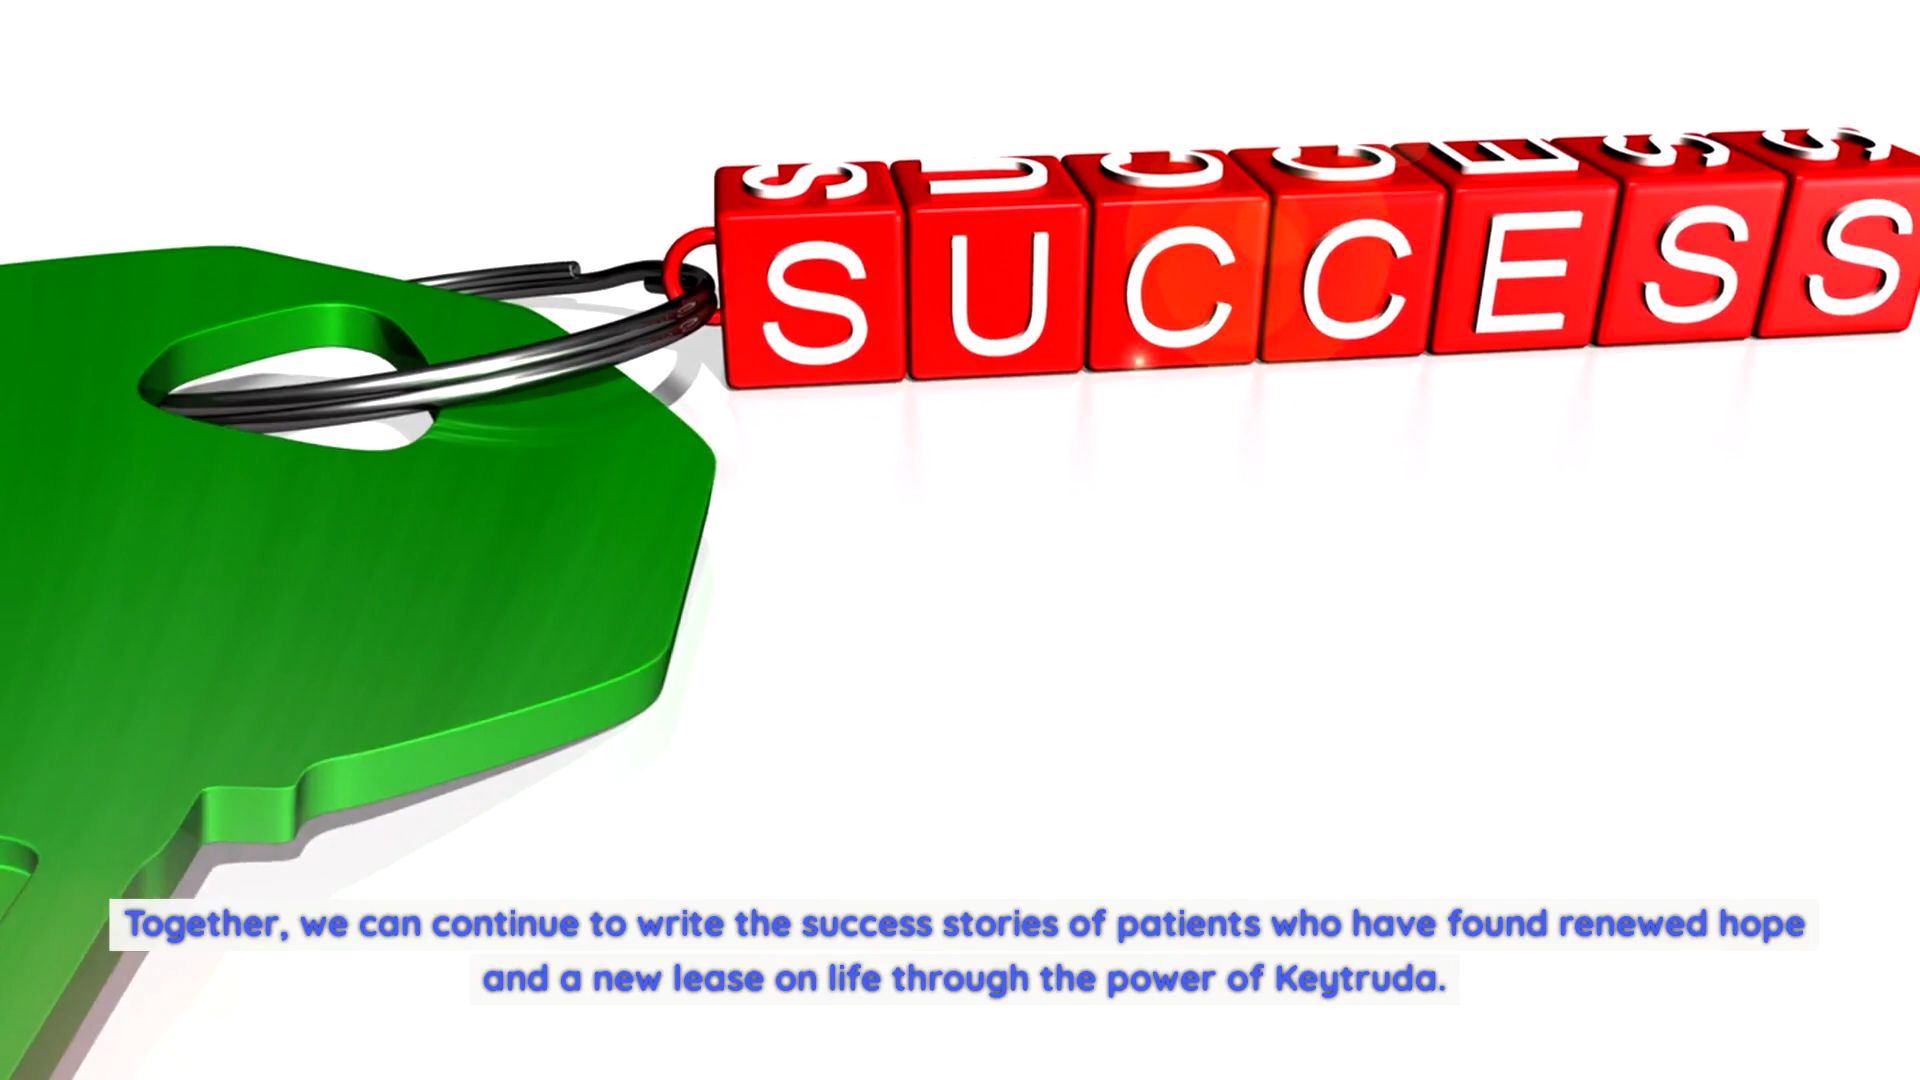 SUCCESS
SUCCESS
Together, we can continue to write the success stories of patients who have found renewed hope
and a new lease on life through the power of Keytruda.